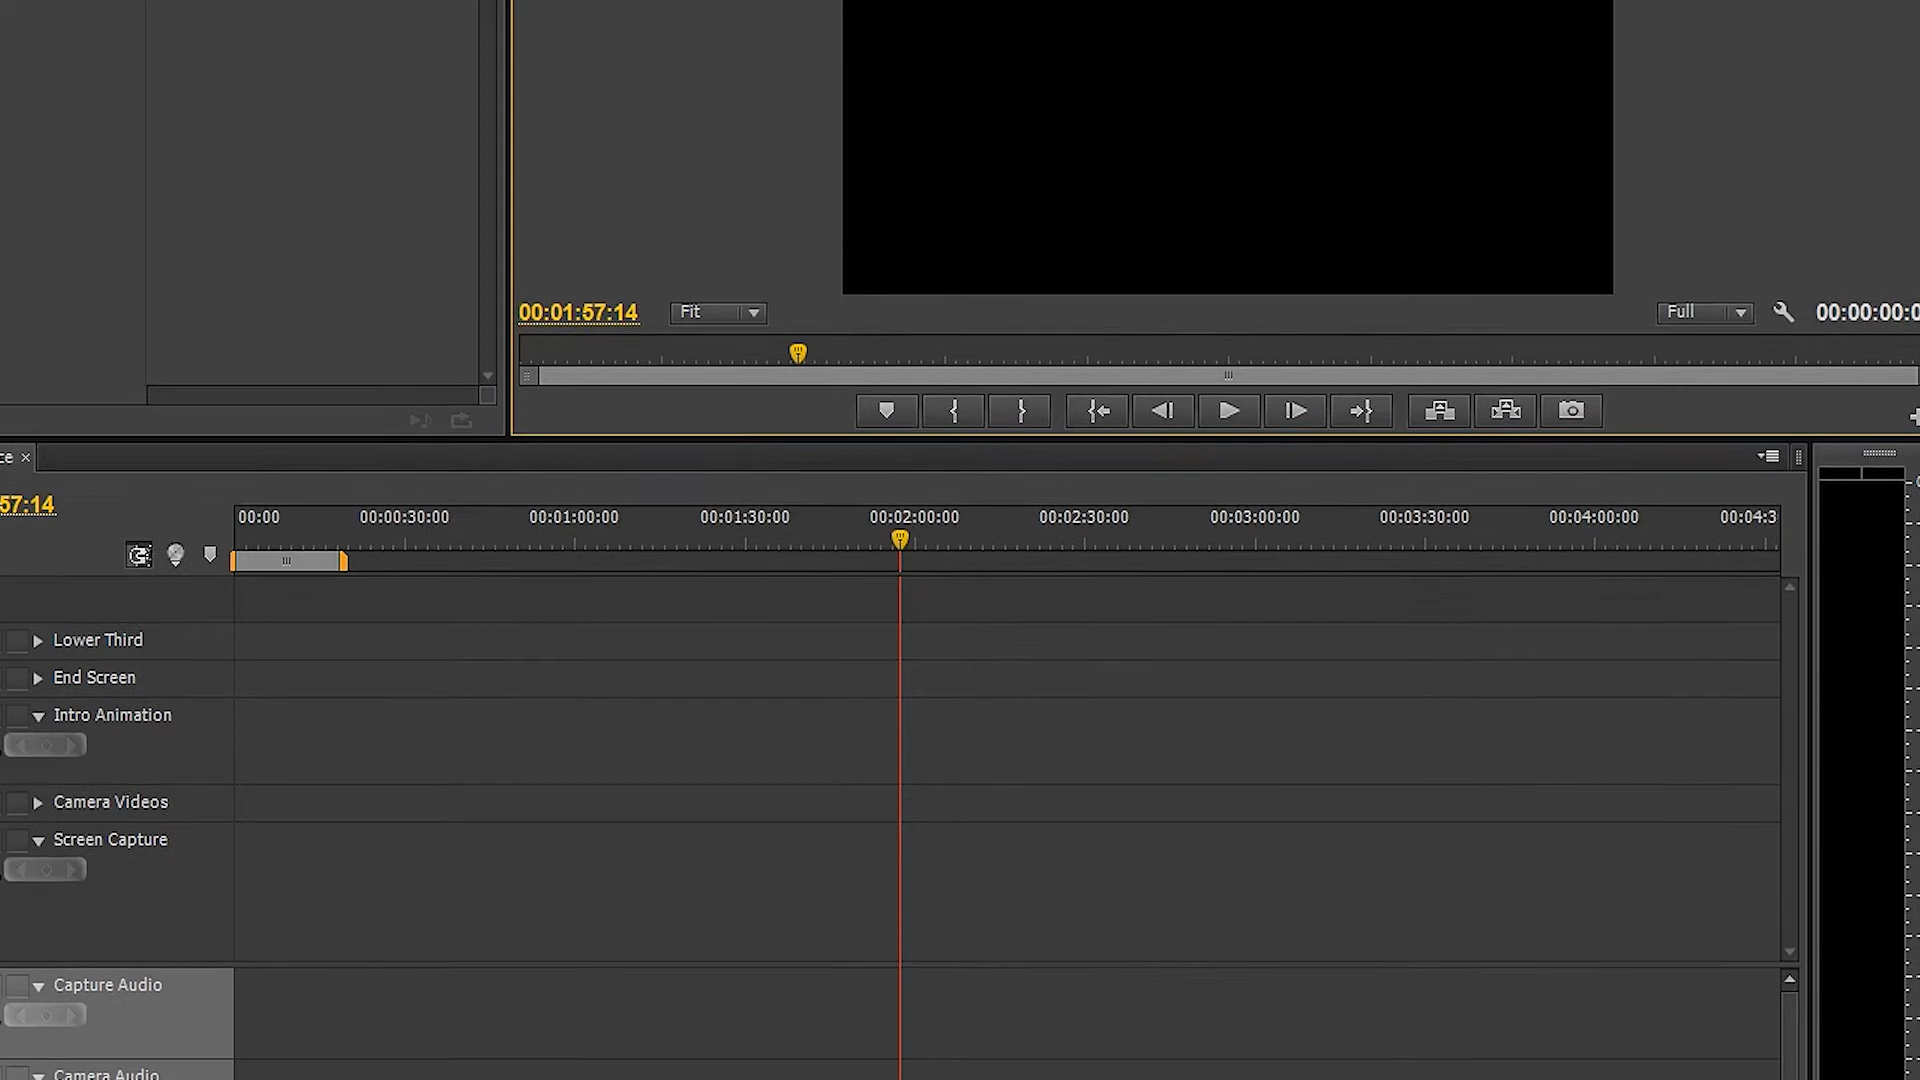 00:01:57:14
Fit
Full
00:00:00:0
ce ×
57:14
00:00
00:00:30:00
00:01:00:00
00:01:30:00
00:02:00:00
00:02:30:00
00:03:00:00
00:03:30:00
00:04:00:00
00:04:3
Lower Third
End Screen
Intro Animation
Camera Videos
Screen Capture
Capture Audio
Camera Audio